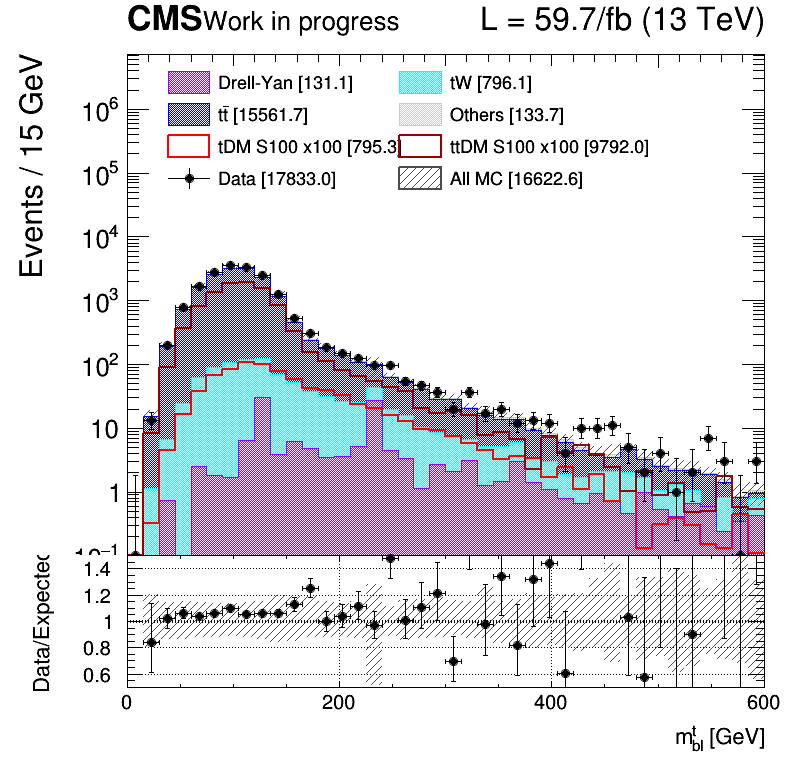 CMS Work in progress L = 59.7/fb (13 TeV)
Events / 15 GeV
Drell-Yan [131.1] tW [796.1]
tt̄ [15561.7] Others [133.7]
tDM S100 x100 [795.3] ttDM S100 x100 [9792.0]
Data [17833.0] All MC [16622.6]
10⁶
10⁵
10⁴
10³
10²
10
1
10⁻¹
Data/Expected
1.4
1.2
1
0.8
0.6
0 200 400 600
m^t_bl [GeV]